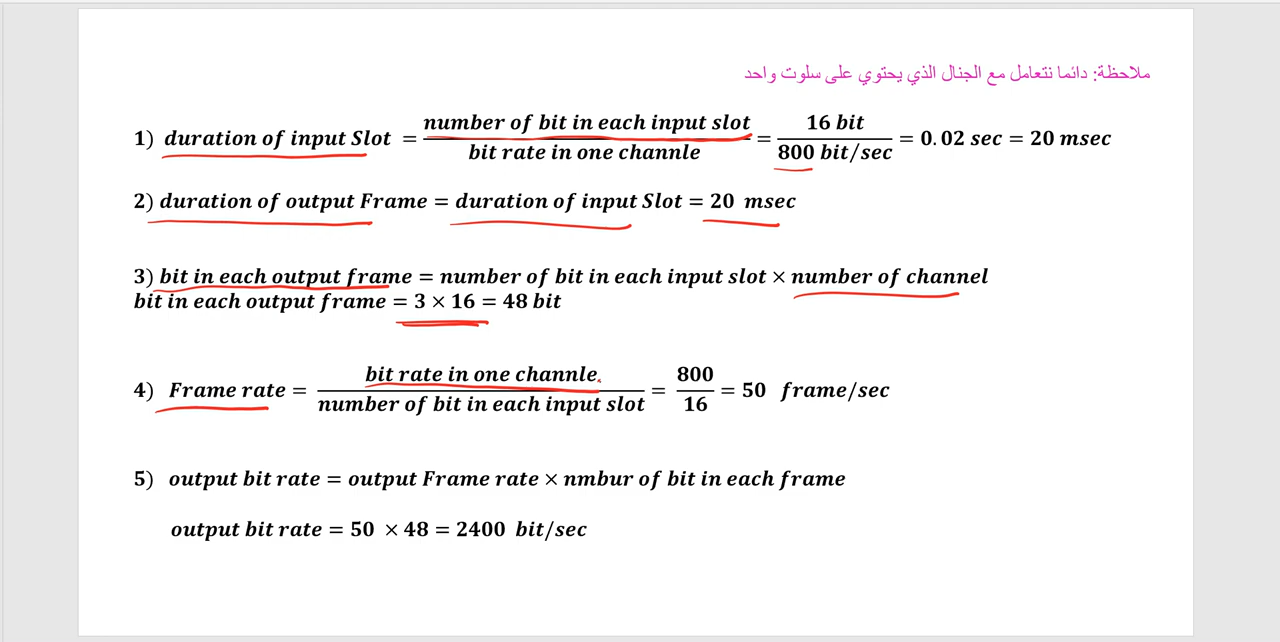 ملاحظة: دائما نتعامل مع الجنال الذي يحتوي على سلوت واحد
1) duration of input Slot = number of bit in each input slot / bit rate in one channle = 16 bit / 800 bit/sec = 0.02 sec = 20 msec
2) duration of output Frame = duration of input Slot = 20 msec
3) bit in each output frame = number of bit in each input slot × number of channel
bit in each output frame = 3 × 16 = 48 bit
4) Frame rate = bit rate in one channle / number of bit in each input slot = 800 / 16 = 50 frame/sec
5) output bit rate = output Frame rate × nmbur of bit in each frame
output bit rate = 50 × 48 = 2400 bit/sec